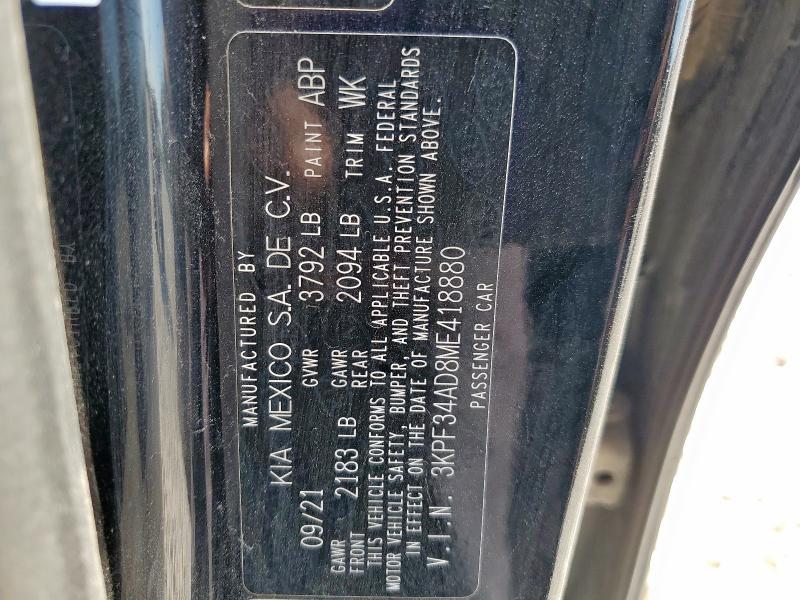 MANUFACTURED BY
KIA MEXICO S.A. DE C.V.
09/21 GVWR 3792 LB PAINT ABP
GAWR FRONT 2183 LB GAWR REAR 2094 LB TRIM WK
THIS VEHICLE CONFORMS TO ALL APPLICABLE U.S.A. FEDERAL
MOTOR VEHICLE SAFETY, BUMPER, AND THEFT PREVENTION STANDARDS
IN EFFECT ON THE DATE OF MANUFACTURE SHOWN ABOVE.
V.I.N. 3KPF34AD8ME418880
PASSENGER CAR